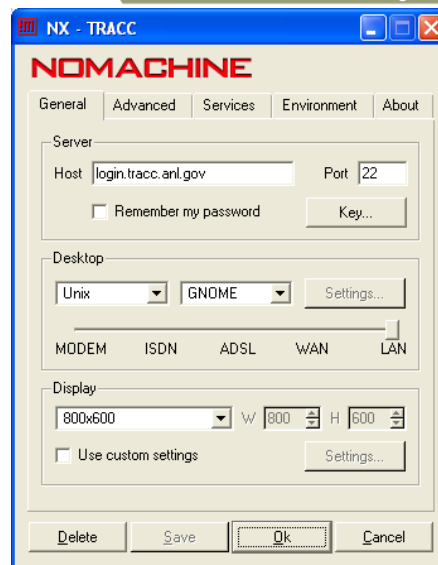 NX - TRACC
NOMACHINE
General Advanced Services Environment About
Server
Host login.tracc.anl.gov Port 22
Remember my password Key...
Desktop
Unix GNOME Settings...
MODEM ISDN ADSL WAN LAN
Display
800x600 W 800 H 600
Use custom settings Settings...
Delete Save Ok Cancel